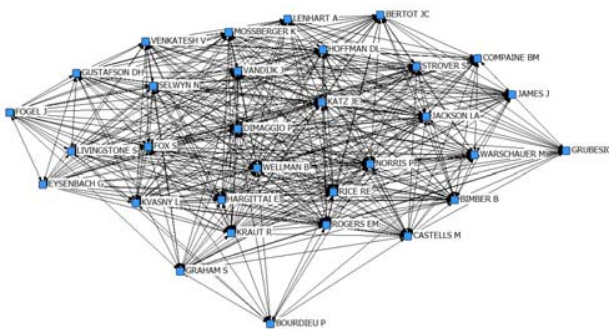 LENHART A
BERTOT JC
MOSSBERGER K
VENKATESH V
HOFFMAN DL
COMPAINE BM
STROVER S
GUSTAFSON DH
VANDIJK J
SELWYN N
JAMES J
KATZ JE
FOGEL J
JACKSON LA
DIMAGGIO P
LIVINGSTONE S
FOX S
GRUBESIC
WARSCHAUER M
NORRIS P
WELLMAN B
EYSENBACH G
RICE RE
KVASNY L
HARGITTAI E
BIMBER B
ROGERS EM
KRAUT R
CASTELLS M
GRAHAM S
BOURDIEU P